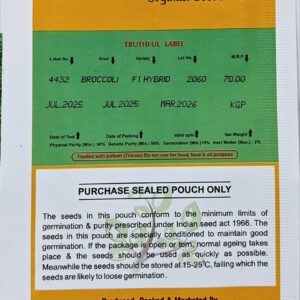 TRUTHFUL LABEL
Label No. Kind Variety Lot No. M.R.P.
4432 BROCCOLI F1 HYBRID 2060 70.00
JUL.2025 JUL.2025 MAR.2026 KGP
Date of Test Date of Packing Valid upto Net Weight
Physical Purity (Min.) :98% Genetic Purity (Min.) 95% Germination (Min.) 70% Inert Matter (Max.) : 2%
Treated with poison (Thiram) Do not use for food, feed & oil purpose
PURCHASE SEALED POUCH ONLY
The seeds in this pouch conform to the minimum limits of
germination & purity prescribed under Indian seed act 1966. The
seeds in this pouch are specially conditioned to maintain good
germination. If the package is opened, normal ageing takes
place & the seeds should be used as quickly as possible.
Meanwhile the seeds should be stored at 15-25°C, failing which the
seeds are likely to loose germination.